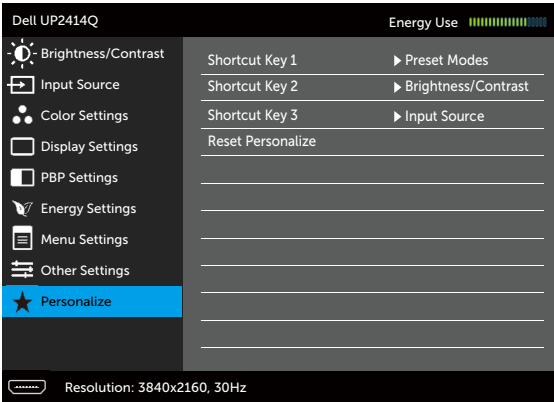 Dell UP2414Q
Energy Use
Brightness/Contrast
Input Source
Color Settings
Display Settings
PBP Settings
Energy Settings
Menu Settings
Other Settings
Personalize
Shortcut Key 1 Preset Modes
Shortcut Key 2 Brightness/Contrast
Shortcut Key 3 Input Source
Reset Personalize
Resolution: 3840x2160, 30Hz